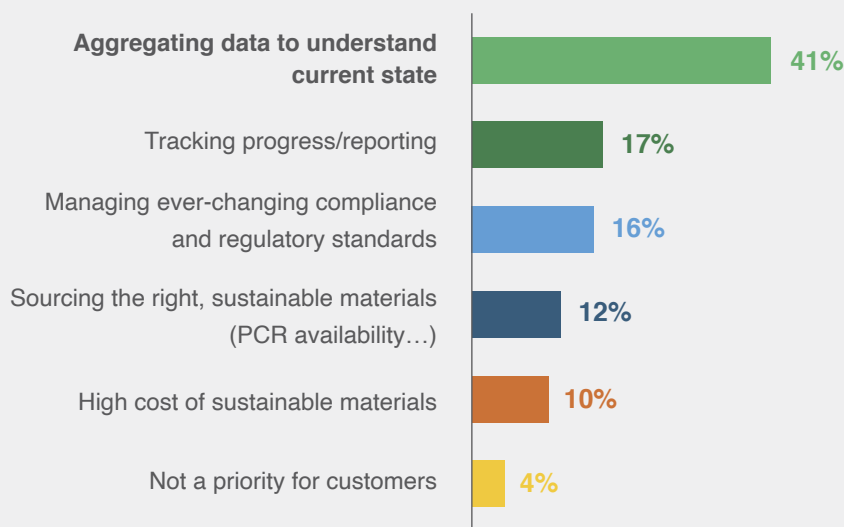 Aggregating data to understand
current state
41%
Tracking progress/reporting
17%
Managing ever-changing compliance
and regulatory standards
16%
Sourcing the right, sustainable materials
(PCR availability…)
12%
High cost of sustainable materials
10%
Not a priority for customers
4%